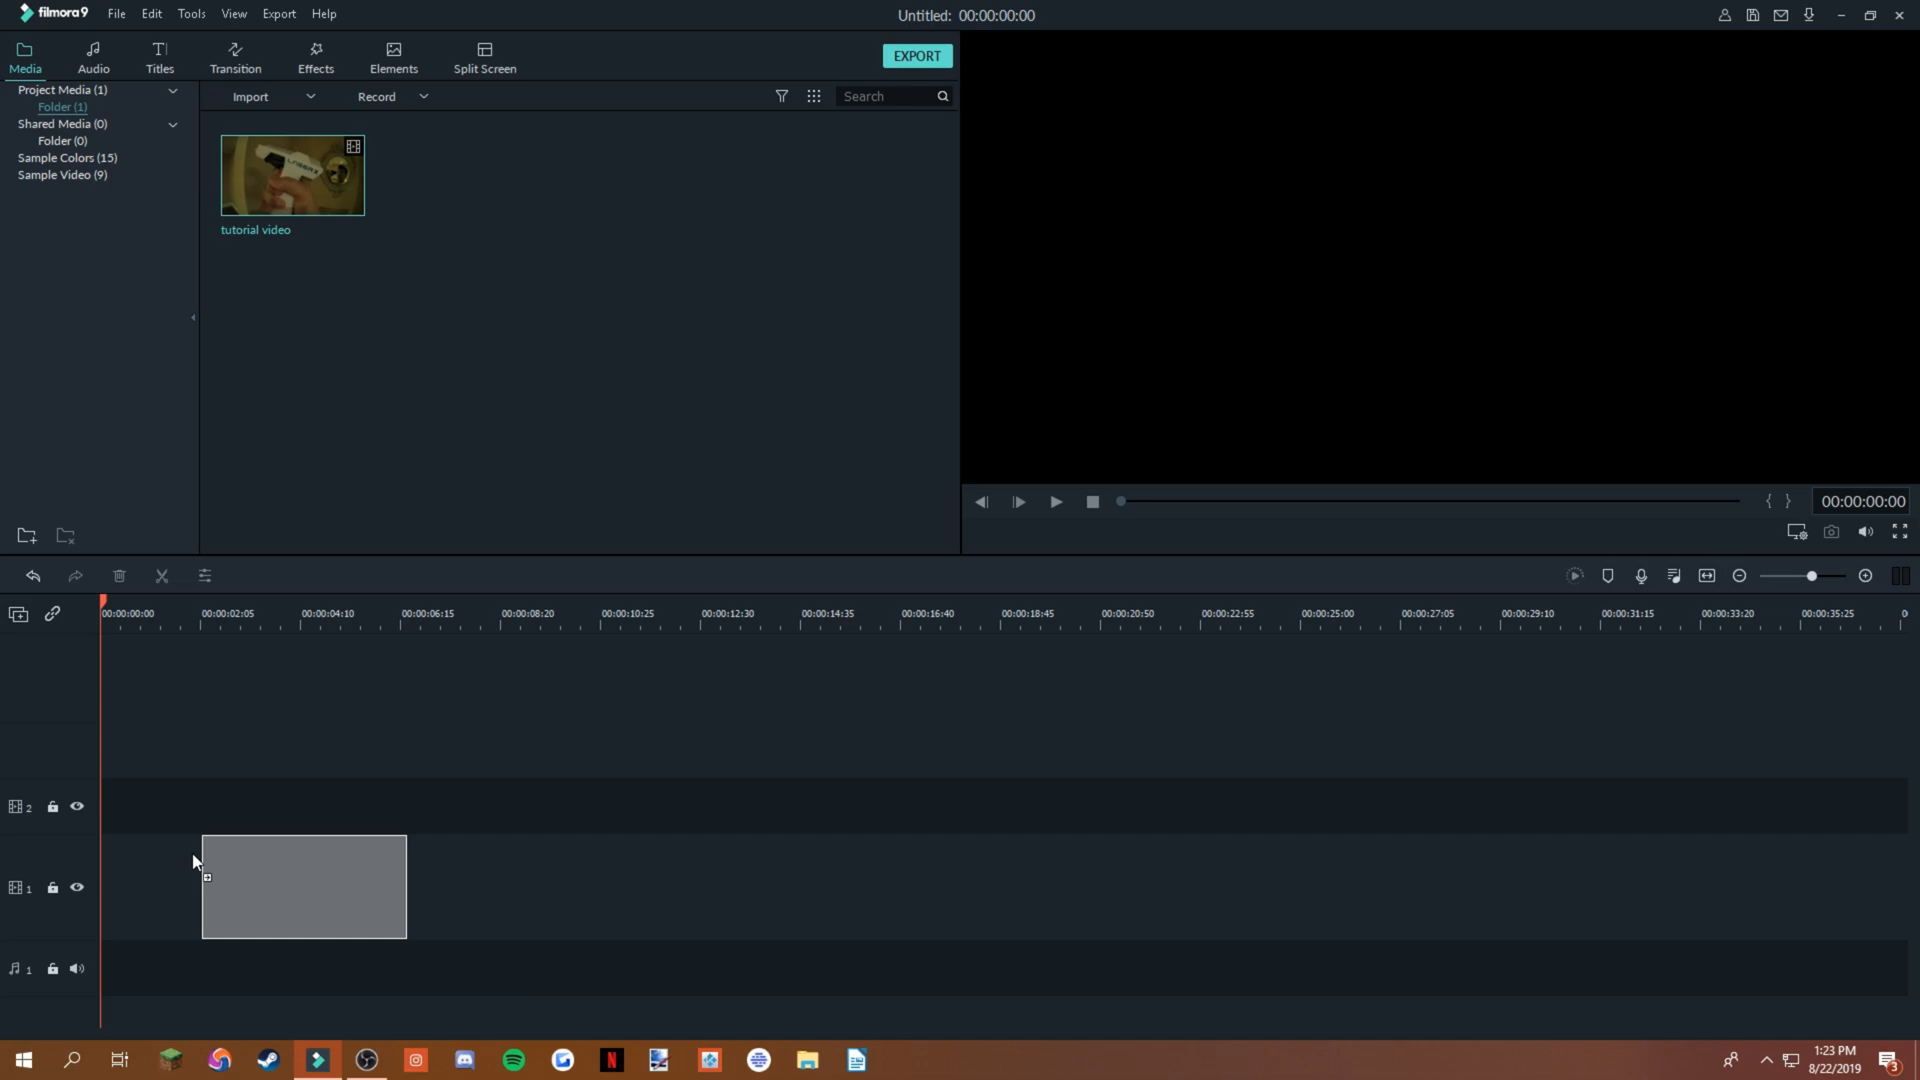 filmora9 File Edit Tools View Export Help Untitled: 00:00:00:00
Media Audio Titles Transition Effects Elements Split Screen EXPORT
Project Media (1)
Folder (1)
Shared Media (0)
Folder (0)
Sample Colors (15)
Sample Video (9)
Import Record Search
tutorial video
00:00:00:00
00:00:00:00 00:00:02:05 00:00:04:10 00:00:06:15 00:00:08:20 00:00:10:25 00:00:12:30 00:00:14:35 00:00:16:40 00:00:18:45 00:00:20:50 00:00:22:55 00:00:25:00 00:00:27:05 00:00:29:10 00:00:31:15 00:00:33:20 00:00:35:25
2
1
1
1:23 PM
8/22/2019
3